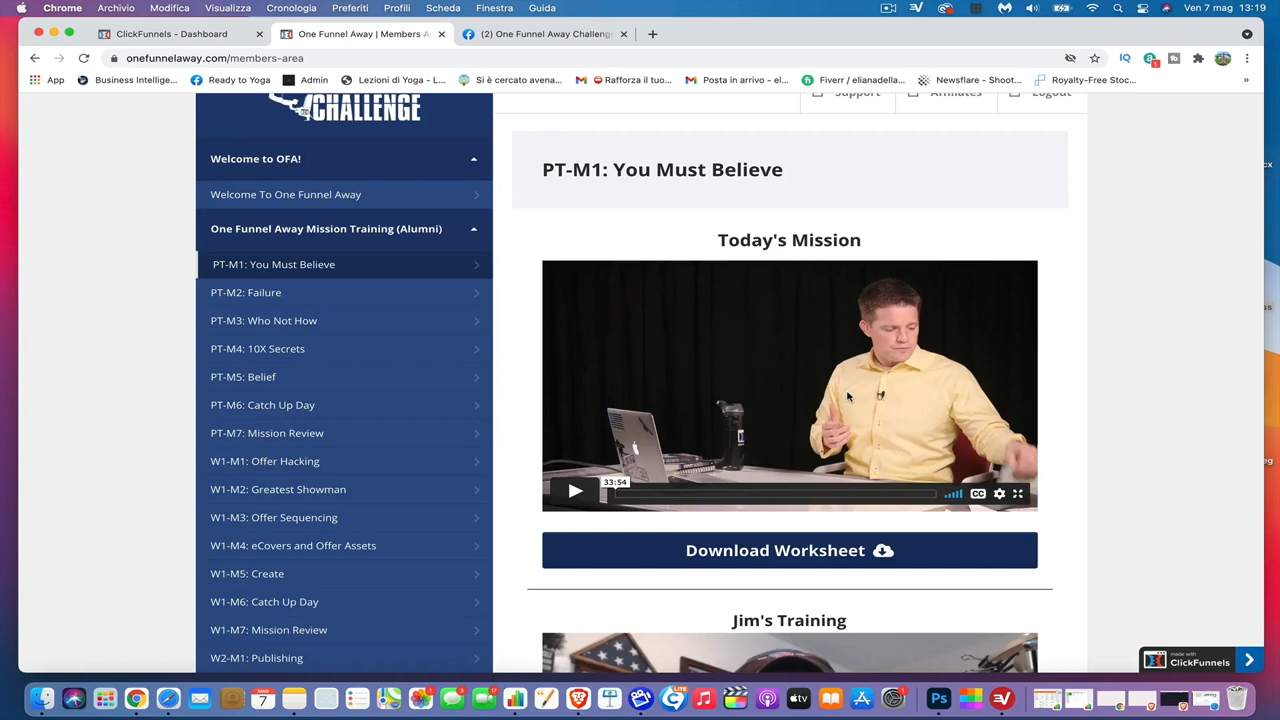 Chrome Archivio Modifica Visualizza Cronologia Preferiti Profili Scheda Finestra Guida Ven 7 mag 13:19
ClickFunnels - Dashboard One Funnel Away | Members A (2) One Funnel Away Challenge
onefunnelaway.com/members-area
App Business Intellige... Ready to Yoga Admin Lezioni di Yoga - L... Si è cercato avena... Rafforza il tuo... Posta in arrivo – el... Fiverr / elianadella... Newsflare - Shoot... Royalty-Free Stoc...
CHALLENGE
Support Affiliates Logout
Welcome to OFA!
Welcome To One Funnel Away
One Funnel Away Mission Training (Alumni)
PT-M1: You Must Believe
PT-M2: Failure
PT-M3: Who Not How
PT-M4: 10X Secrets
PT-M5: Belief
PT-M6: Catch Up Day
PT-M7: Mission Review
W1-M1: Offer Hacking
W1-M2: Greatest Showman
W1-M3: Offer Sequencing
W1-M4: eCovers and Offer Assets
W1-M5: Create
W1-M6: Catch Up Day
W1-M7: Mission Review
W2-M1: Publishing
PT-M1: You Must Believe
Today's Mission
33:54
CC
Download Worksheet
Jim's Training
made with
ClickFunnels